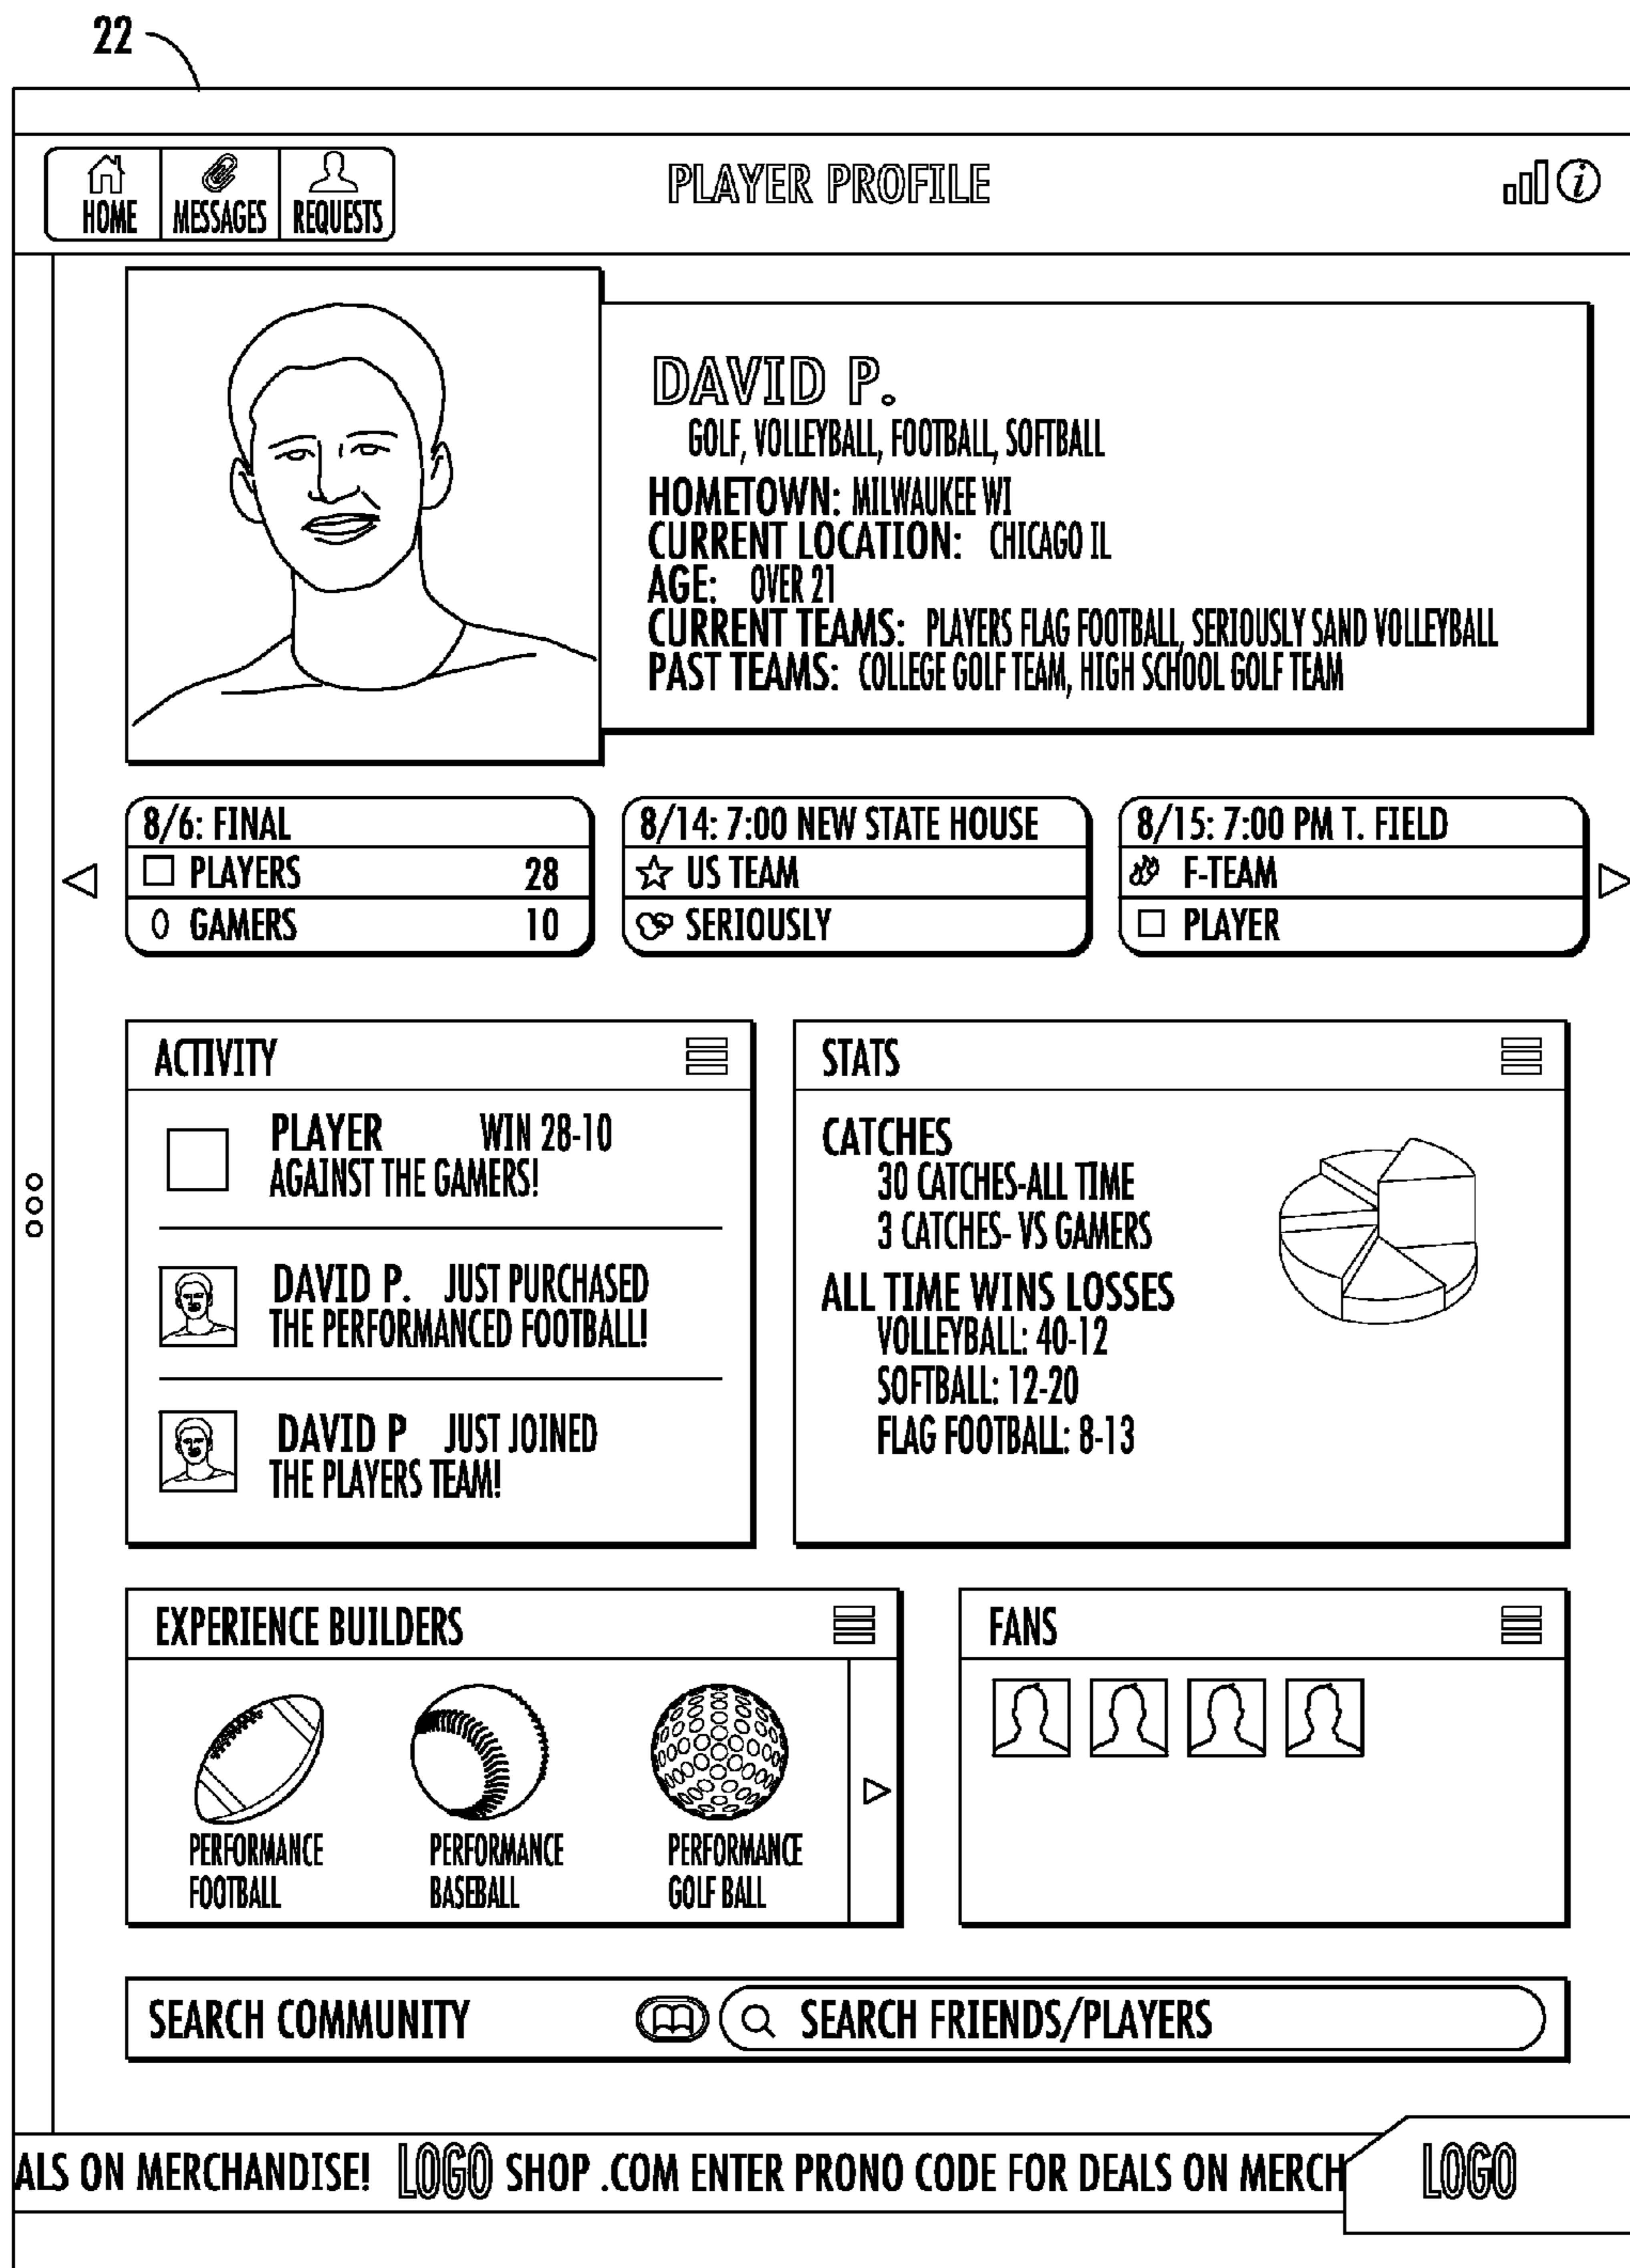 22
HOME MESSAGES REQUESTS
PLAYER PROFILE
i
DAVID P.
GOLF, VOLLEYBALL, FOOTBALL, SOFTBALL
HOMETOWN: MILWAUKEE WI
CURRENT LOCATION: CHICAGO IL
AGE: OVER 21
CURRENT TEAMS: PLAYERS FLAG FOOTBALL, SERIOUSLY SAND VOLLEYBALL
PAST TEAMS: COLLEGE GOLF TEAM, HIGH SCHOOL GOLF TEAM
8/6: FINAL
PLAYERS 28
GAMERS 10
8/14: 7:00 NEW STATE HOUSE
US TEAM
SERIOUSLY
8/15: 7:00 PM T. FIELD
F-TEAM
PLAYER
ACTIVITY
PLAYER WIN 28-10
AGAINST THE GAMERS!
DAVID P. JUST PURCHASED
THE PERFORMANCED FOOTBALL!
DAVID P JUST JOINED
THE PLAYERS TEAM!
STATS
CATCHES
30 CATCHES-ALL TIME
3 CATCHES- VS GAMERS
ALL TIME WINS LOSSES
VOLLEYBALL: 40-12
SOFTBALL: 12-20
FLAG FOOTBALL: 8-13
EXPERIENCE BUILDERS
PERFORMANCE
FOOTBALL
PERFORMANCE
BASEBALL
PERFORMANCE
GOLF BALL
FANS
SEARCH COMMUNITY
SEARCH FRIENDS/PLAYERS
ALS ON MERCHANDISE! LOGO SHOP .COM ENTER PRONO CODE FOR DEALS ON MERCH
LOGO